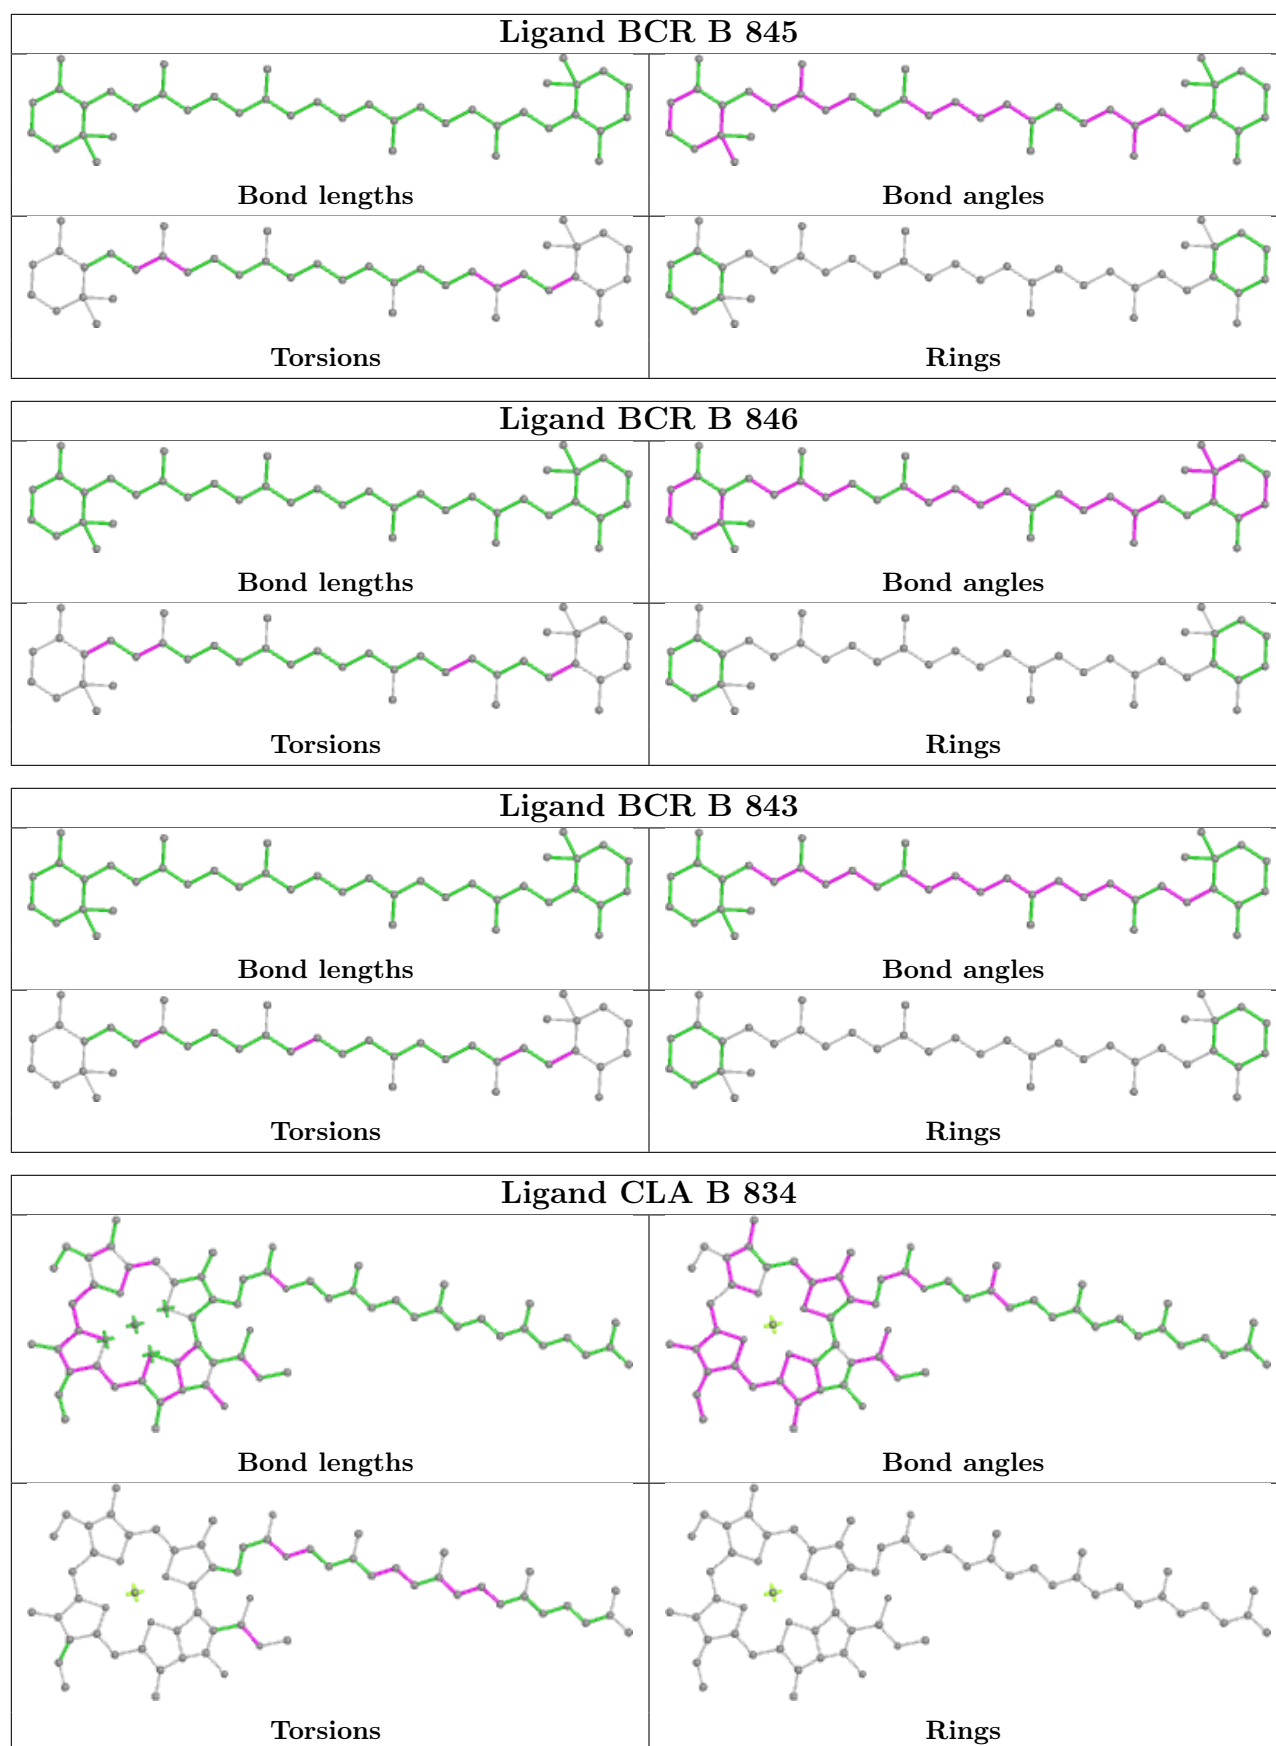 Ligand BCR B 845
Bond lengths
Bond angles
Torsions
Rings
Ligand BCR B 846
Bond lengths
Bond angles
Torsions
Rings
Ligand BCR B 843
Bond lengths
Bond angles
Torsions
Rings
Ligand CLA B 834
Bond lengths
Bond angles
Torsions
Rings